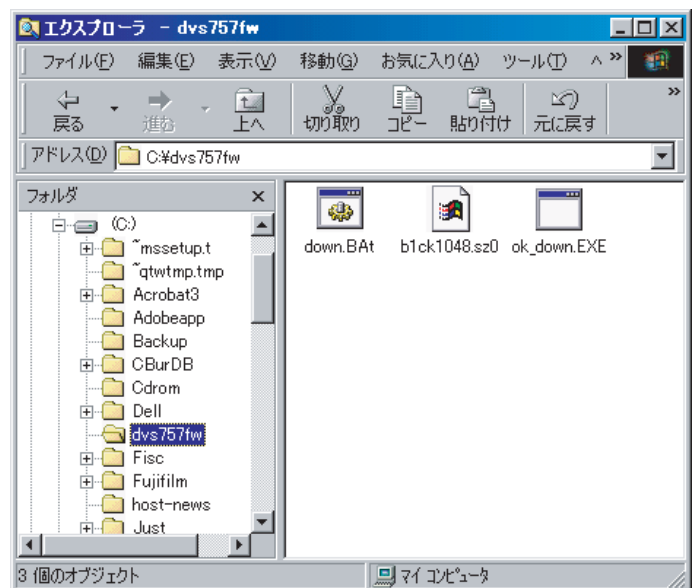 エクスプローラ - dvs757fw
ファイル(F) 編集(E) 表示(V) 移動(G) お気に入り(A) ツール(T) ヘ »
戻る 進む 上へ 切り取り コピー 貼り付け 元に戻す »
アドレス(D) C:¥dvs757fw
フォルダ ×
(C:)
~mssetup.t
~qtwtmp.tmp
Acrobat3
Adobeapp
Backup
CBurDB
Cdrom
Dell
dvs757fw
Fisc
Fujifilm
host-news
Just
down.BAt b1ck1048.sz0 ok_down.EXE
3 個のオブジェクト マイ コンピュータ